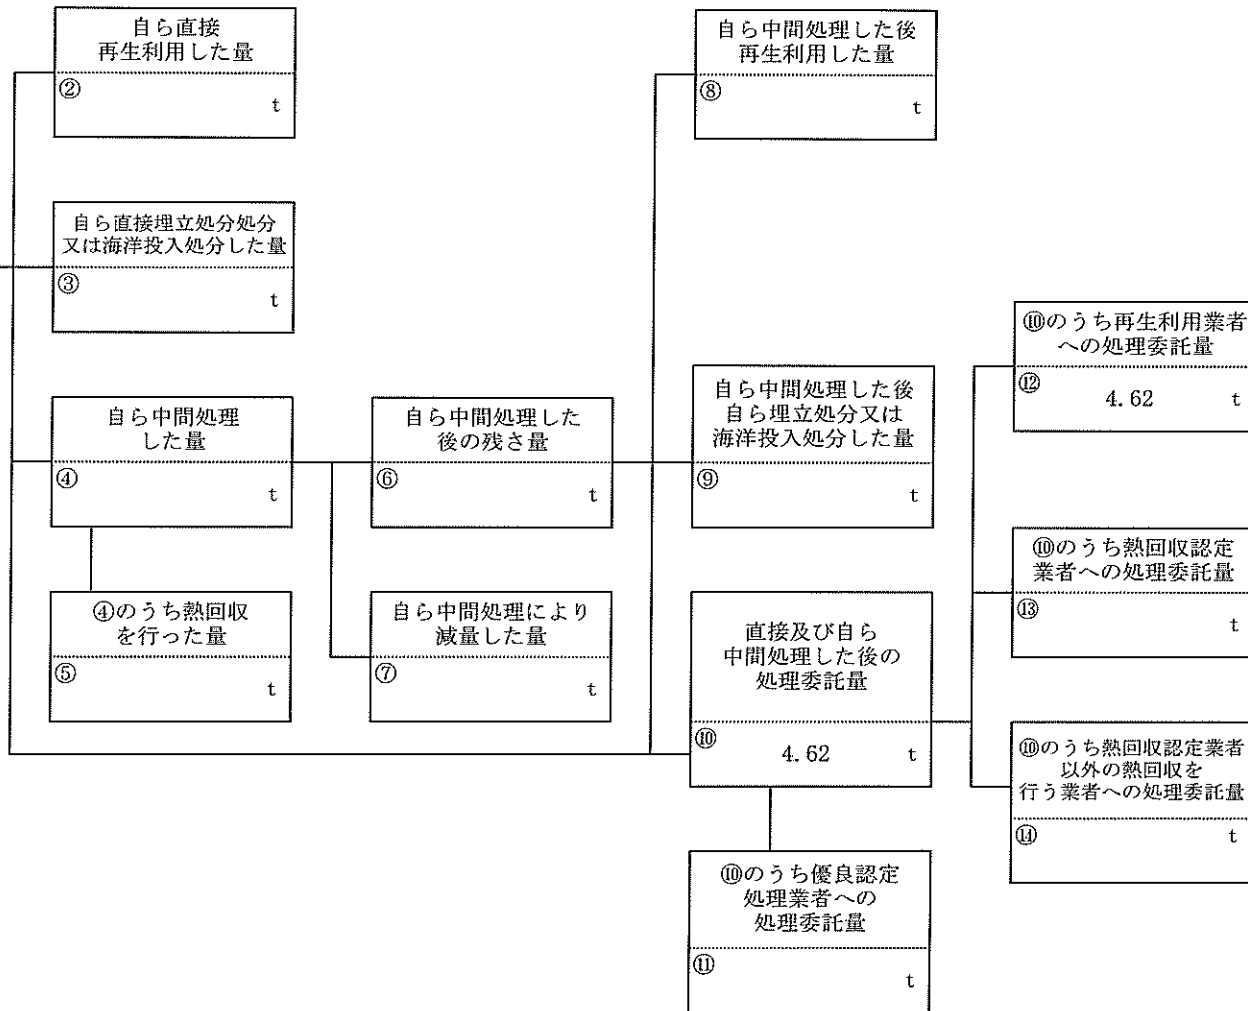 自ら直接
再生利用した量
②
t
自ら中間処理した後
再生利用した量
⑧
t
自ら直接埋立処分処分
又は海洋投入処分した量
③
t
⑩のうち再生利用業者
への処理委託量
⑫
4.62 t
自ら中間処理
した量
④
t
自ら中間処理した
後の残さ量
⑥
t
自ら中間処理した後
自ら埋立処分又は
海洋投入処分した量
⑨
t
⑩のうち熱回収認定
業者への処理委託量
⑬
t
④のうち熱回収
を行った量
⑤
t
自ら中間処理により
減量した量
⑦
t
直接及び自ら
中間処理した後の
処理委託量
⑩
4.62 t
⑩のうち熱回収認定業者
以外の熱回収を
行う業者への処理委託量
⑭
t
⑩のうち優良認定
処理業者への
処理委託量
⑪
t